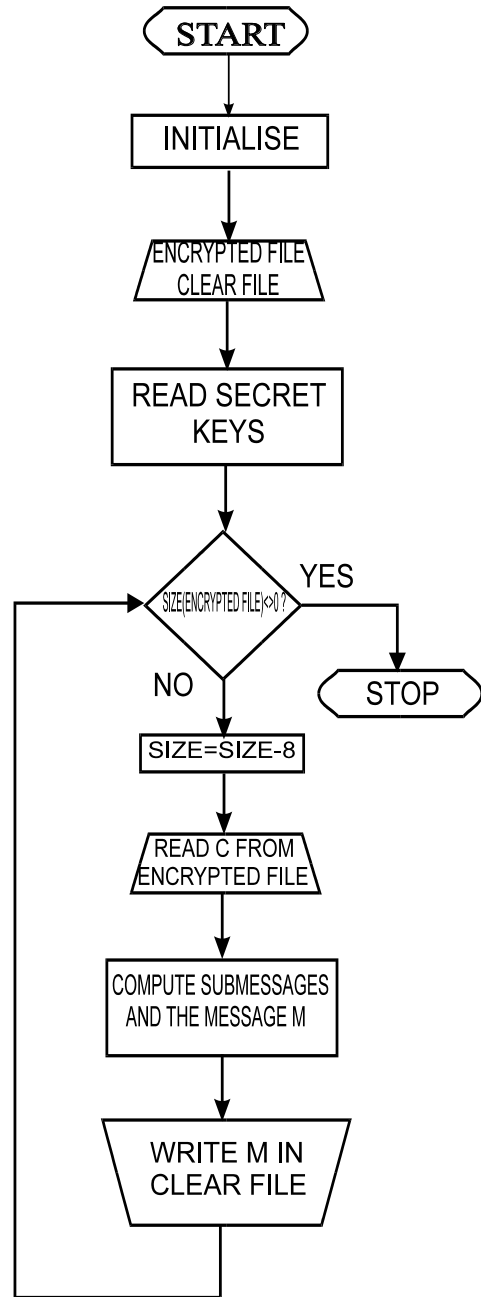 START
INITIALISE
ENCRYPTED FILE
CLEAR FILE
READ SECRET
KEYS
SIZE(ENCRYPTED FILE)<>0 ?
YES
NO
STOP
SIZE=SIZE-8
READ C FROM
ENCRYPTED FILE
COMPUTE SUBMESSAGES
AND THE MESSAGE M
WRITE M IN
CLEAR FILE